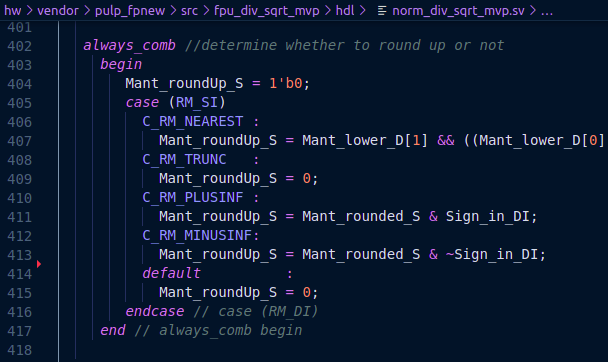 hw > vendor > pulp_fpnew > src > fpu_div_sqrt_mvp > hdl > norm_div_sqrt_mvp.sv > ...
401
402 always_comb //determine whether to round up or not
403 begin
404 Mant_roundUp_S = 1'b0;
405 case (RM_SI)
406 C_RM_NEAREST :
407 Mant_roundUp_S = Mant_lower_D[1] && ((Mant_lower_D[0]
408 C_RM_TRUNC :
409 Mant_roundUp_S = 0;
410 C_RM_PLUSINF :
411 Mant_roundUp_S = Mant_rounded_S & Sign_in_DI;
412 C_RM_MINUSINF:
413 Mant_roundUp_S = Mant_rounded_S & ~Sign_in_DI;
414 default :
415 Mant_roundUp_S = 0;
416 endcase // case (RM_DI)
417 end // always_comb begin
418